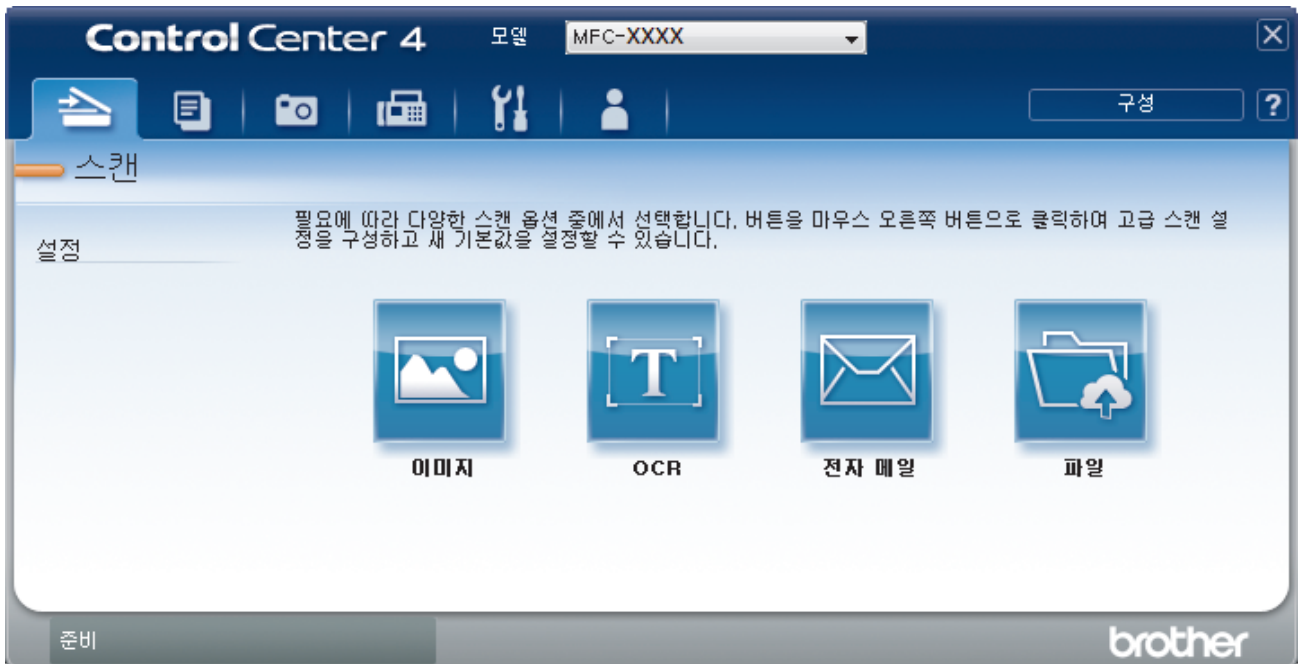 Control Center 4 모델 MFC-XXXX
구성 ?
스캔
설정
필요에 따라 다양한 스캔 옵션 중에서 선택합니다. 버튼을 마우스 오른쪽 버튼으로 클릭하여 고급 스캔 설
정을 구성하고 새 기본값을 설정할 수 있습니다.
T
이미지 OCR 전자 메일 파일
준비 brother